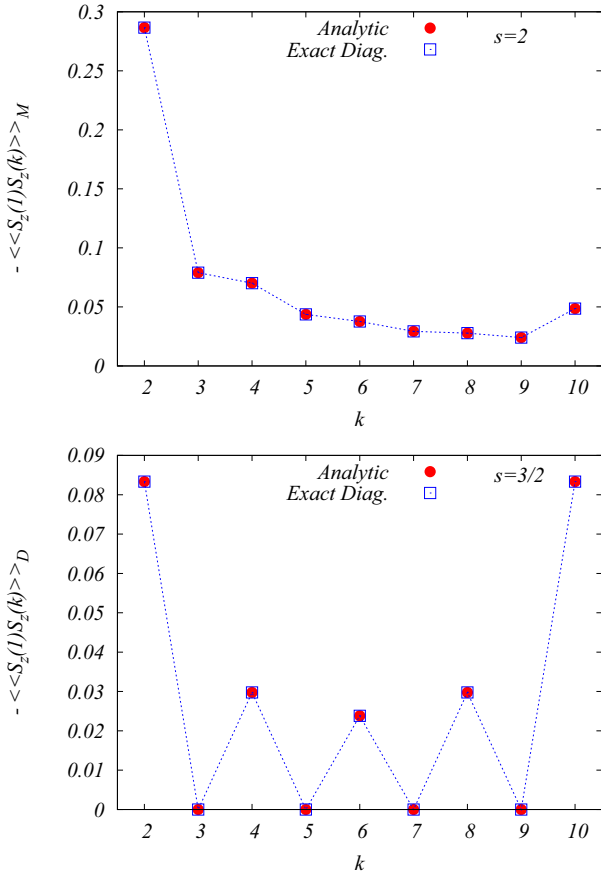 0.3
0.25
0.2
0.15
0.1
0.05
0
- <<S_z(1)S_z(k)>>>_M
Analytic
Exact Diag.
s=2
2 3 4 5 6 7 8 9 10
k
0.09
0.08
0.07
0.06
0.05
0.04
0.03
0.02
0.01
0
- <<S_z(1)S_z(k)>>_D
Analytic
Exact Diag.
s=3/2
2 3 4 5 6 7 8 9 10
k